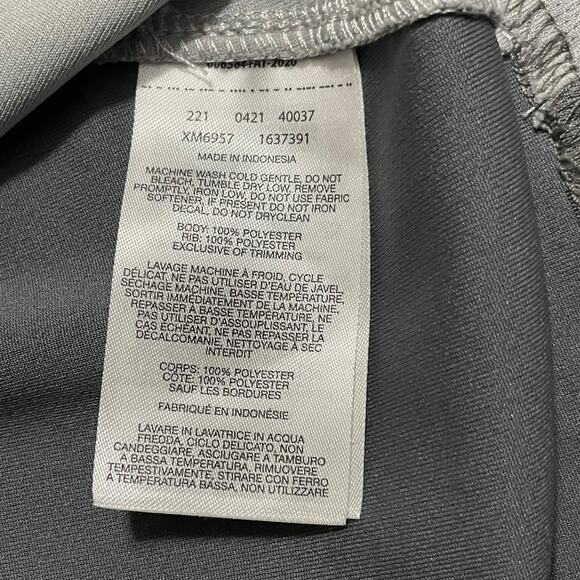 006384-FAT-2020
221 0421 40037
XM6957 1637391
MADE IN INDONESIA
MACHINE WASH COLD GENTLE, DO NOT
BLEACH, TUMBLE DRY LOW, REMOVE
PROMPTLY, IRON LOW, DO NOT USE FABRIC
SOFTENER, IF PRESENT DO NOT IRON
DECAL, DO NOT DRYCLEAN
BODY: 100% POLYESTER
RIB: 100% POLYESTER
EXCLUSIVE OF TRIMMING
LAVAGE MACHINE À FROID, CYCLE
DÉLICAT, NE PAS UTILISER D'EAU DE JAVEL,
SECHAGE MACHINE, BASSE TEMPÉRATURE,
SORTIR IMMÉDIATEMENT DE LA MACHINE,
REPASSER À BASSE TEMPÉRATURE, NE
PAS UTILISER D'ASSOUPLISSANT, LE
CAS ÉCHÉANT, NE PAS REPASSER LA
DÉCALCOMANIE, NETTOYAGE À SEC
INTERDIT
CORPS: 100% POLYESTER
CÔTE: 100% POLYESTER
SAUF LES BORDURES
FABRIQUÉ EN INDONÉSIE
LAVARE IN LAVATRICE IN ACQUA
FREDDA, CICLO DELICATO, NON
CANDEGGIARE, ASCIUGARE A TAMBURO
A BASSA TEMPERATURA, RIMUOVERE
TEMPESTIVAMENTE, STIRARE CON FERRO
A TEMPERATURA BASSA, NON UTILIZZARE